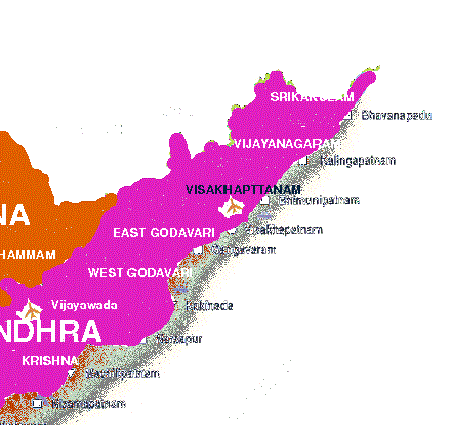 SRIKAKULAM
Bhavanapadu
VIJAYANAGARAM
Kalingapatnam
VISAKHAPTTANAM
Bhimunipatnam
EAST GODAVARI
Visakhapatnam
NA
Gangavaram
HAMMAM
WEST GODAVARI
Vijayawada
Kakinada
NDHRA
Narsapur
KRISHNA
Machilipatnam
Nizampatnam